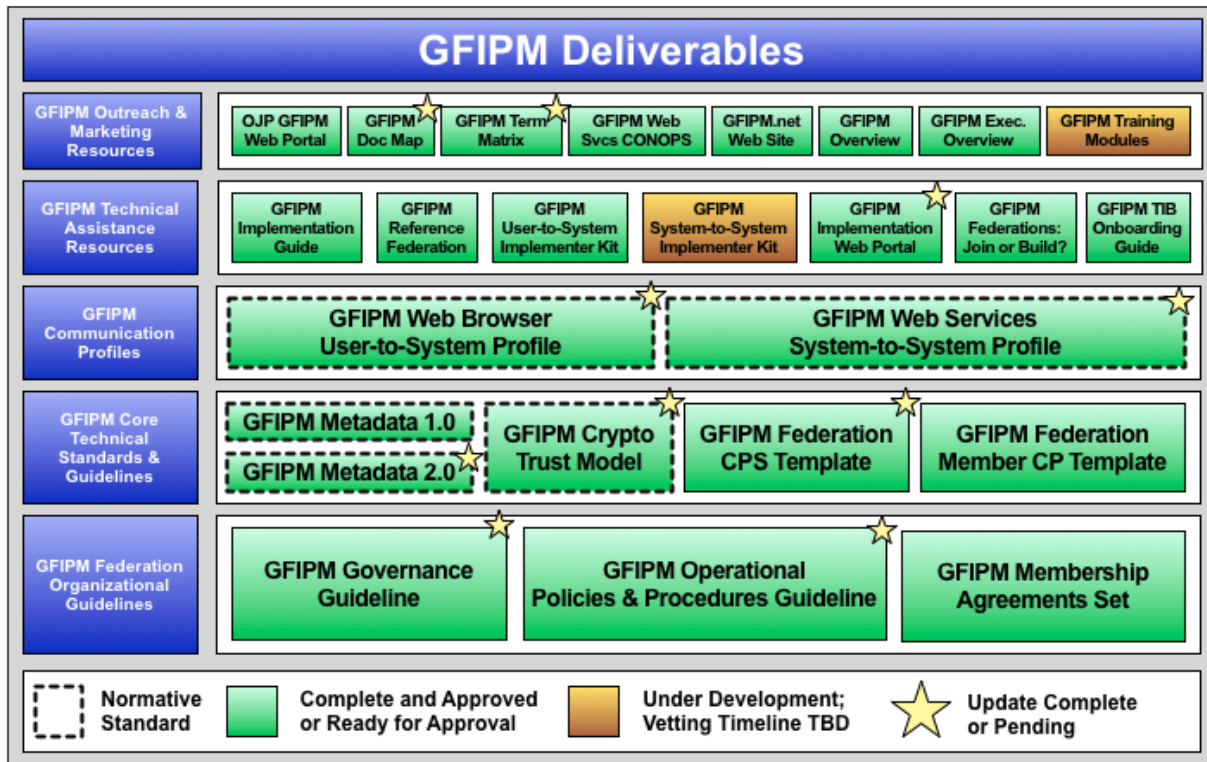 GFIPM Deliverables
GFIPM Outreach &
Marketing
Resources
OJP GFIPM
Web Portal
GFIPM
Doc Map
GFIPM Term
Matrix
GFIPM Web
Svcs CONOPS
GFIPM.net
Web Site
GFIPM
Overview
GFIPM Exec.
Overview
GFIPM Training
Modules
GFIPM Technical
Assistance
Resources
GFIPM
Implementation
Guide
GFIPM
Reference
Federation
GFIPM
User-to-System
Implementer Kit
GFIPM
System-to-System
Implementer Kit
GFIPM
Implementation
Web Portal
GFIPM
Federations:
Join or Build?
GFIPM TIB
Onboarding
Guide
GFIPM
Communication
Profiles
GFIPM Web Browser
User-to-System Profile
GFIPM Web Services
System-to-System Profile
GFIPM Core
Technical
Standards &
Guidelines
GFIPM Metadata 1.0
GFIPM Metadata 2.0
GFIPM Crypto
Trust Model
GFIPM Federation
CPS Template
GFIPM Federation
Member CP Template
GFIPM Federation
Organizational
Guidelines
GFIPM Governance
Guideline
GFIPM Operational
Policies & Procedures Guideline
GFIPM Membership
Agreements Set
Normative
Standard
Complete and Approved
or Ready for Approval
Under Development;
Vetting Timeline TBD
Update Complete
or Pending